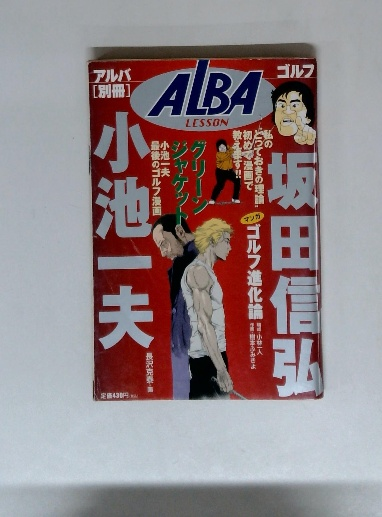 アルバ
[別冊]
ALBA
LESSON
ゴルフ
私の
"とっておきの理論"
初めて漫画で
教えます!!
坂田信弘
マンガ
ゴルフ進化論
グリーン
ジャケット
小池一夫
最後のゴルフ漫画
小池一夫
長沢克泰・画
定価430円